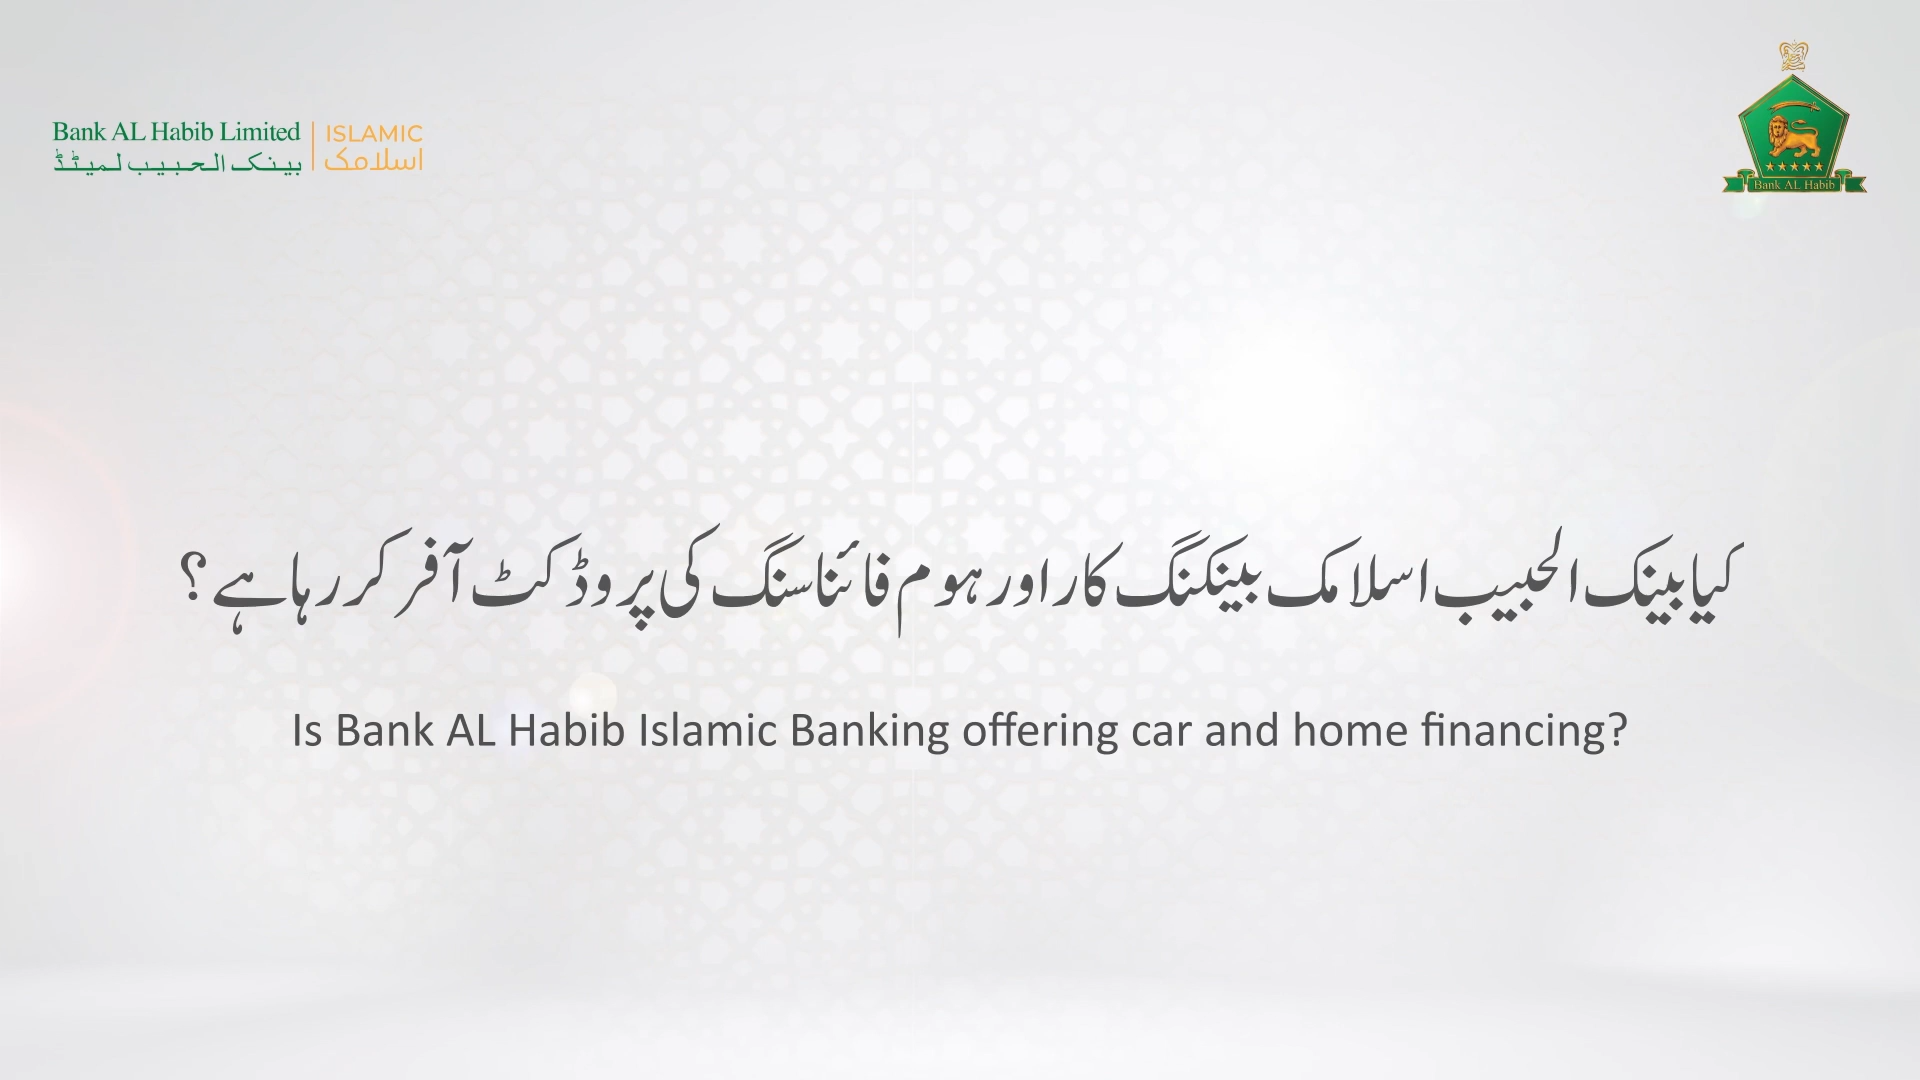 Bank AL Habib Limited
بینک الحبیب لمیٹڈ
ISLAMIC
اسلامک
Bank AL Habib
کیا بینک الحبیب اسلامک بینکنگ کار اور ہوم فائنانسنگ کی پروڈکٹ آفر کر رہا ہے؟
Is Bank AL Habib Islamic Banking offering car and home financing?